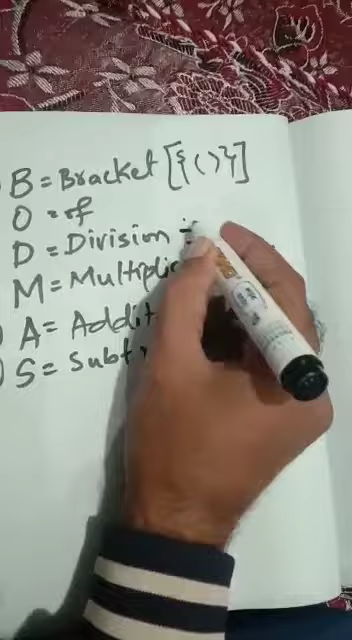 B = Bracket [{()}]
O = of
D = Division ÷
M = Multiplic
A = Addit
S = Subt